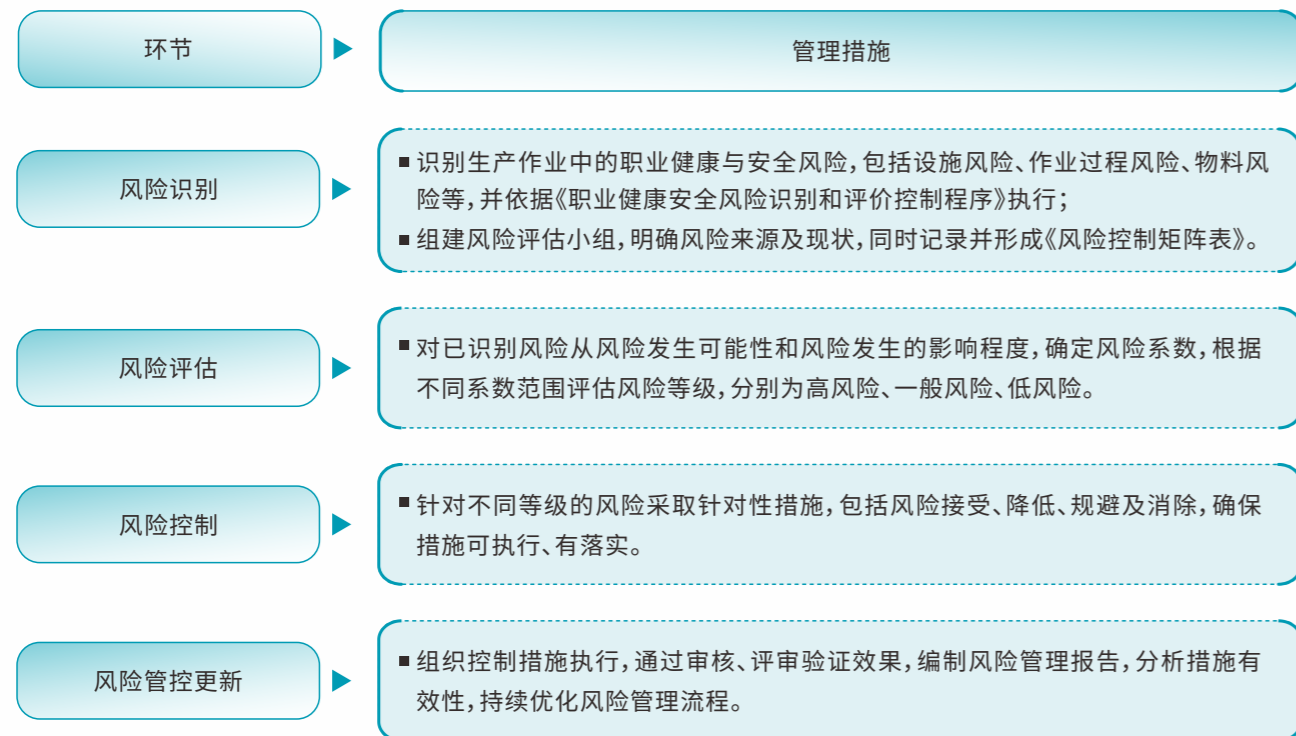 环节
管理措施
风险识别
■ 识别生产作业中的职业健康与安全风险，包括设施风险、作业过程风险、物料风
险等，并依据《职业健康安全风险识别和评价控制程序》执行；
■ 组建风险评估小组，明确风险来源及现状，同时记录并形成《风险控制矩阵表》。
风险评估
■ 对已识别风险从风险发生可能性和风险发生的影响程度，确定风险系数，根据
不同系数范围评估风险等级，分别为高风险、一般风险、低风险。
风险控制
■ 针对不同等级的风险采取针对性措施，包括风险接受、降低、规避及消除，确保
措施可执行、有落实。
风险管控更新
■ 组织控制措施执行，通过审核、评审验证效果，编制风险管理报告，分析措施有
效性，持续优化风险管理流程。